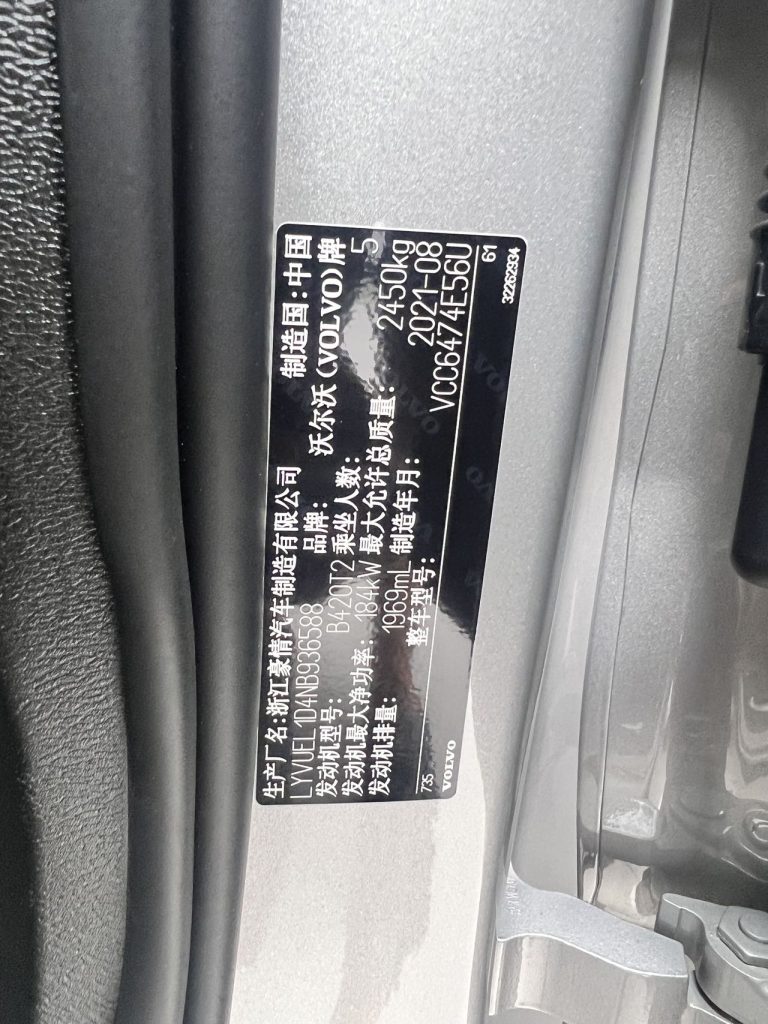 生产厂名:浙江豪情汽车制造有限公司 制造国:中国
LYVUEL1D4NB936588
品牌: 沃尔沃(VOLVO)牌
发动机型号: B420T2 乘坐人数: 5
发动机最大净功率: 184kW 最大允许总质量: 2450kg
发动机排量: 1969mL 制造年月: 2021-08
整车型号: VCC6474E56U
735 61
VOLVO 32262934